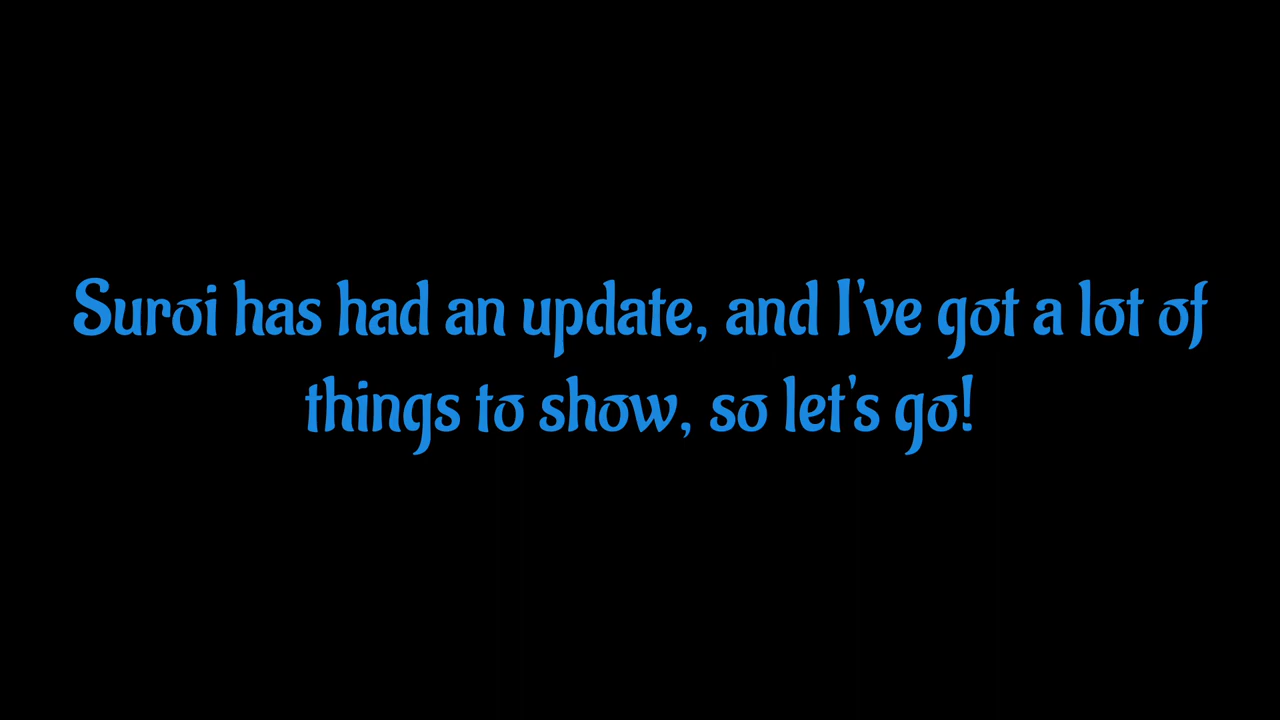 Suroi has had an update, and I've got a lot of
things to show, so let's go!